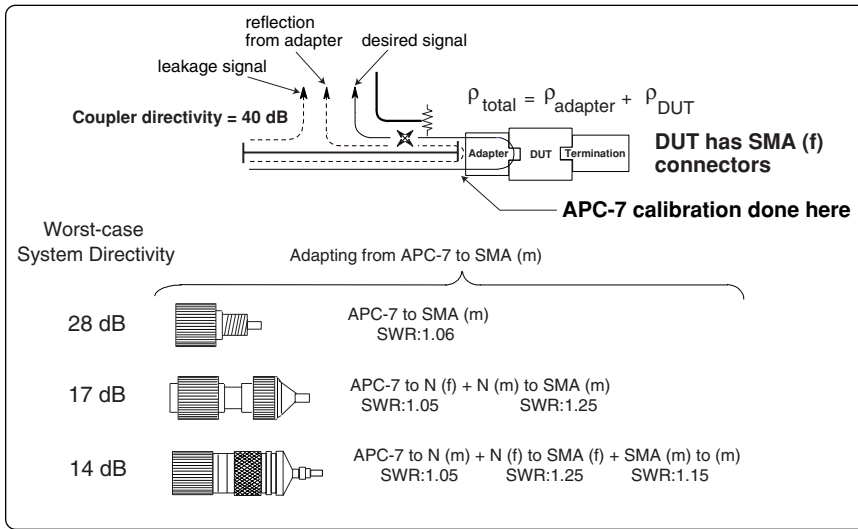 reflection
from adapter
desired signal
leakage signal
Coupler directivity = 40 dB
ρtotal = ρadapter + ρDUT
Adapter
DUT
Termination
DUT has SMA (f)
connectors
APC-7 calibration done here
Worst-case
System Directivity
Adapting from APC-7 to SMA (m)
28 dB
APC-7 to SMA (m)
SWR:1.06
17 dB
APC-7 to N (f) + N (m) to SMA (m)
SWR:1.05 SWR:1.25
14 dB
APC-7 to N (m) + N (f) to SMA (f) + SMA (m) to (m)
SWR:1.05 SWR:1.25 SWR:1.15